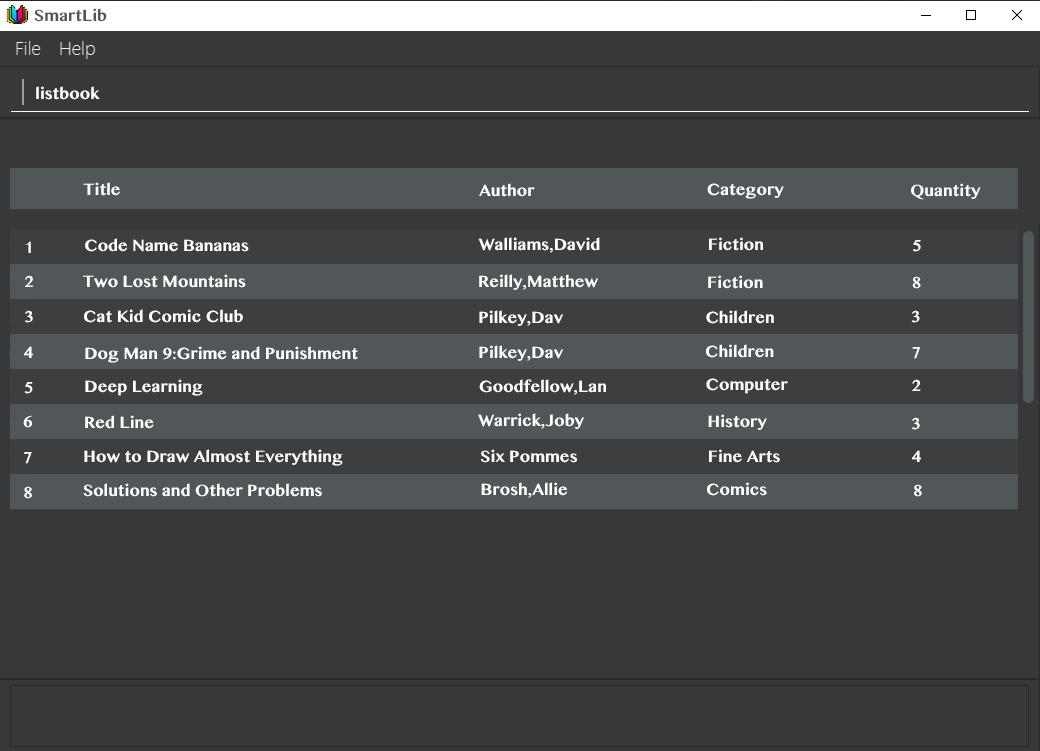 SmartLib
File Help
listbook
Title Author Category Quantity
1 Code Name Bananas Walliams,David Fiction 5
2 Two Lost Mountains Reilly,Matthew Fiction 8
3 Cat Kid Comic Club Pilkey,Dav Children 3
4 Dog Man 9:Grime and Punishment Pilkey,Dav Children 7
5 Deep Learning Goodfellow,Lan Computer 2
6 Red Line Warrick,Joby History 3
7 How to Draw Almost Everything Six Pommes Fine Arts 4
8 Solutions and Other Problems Brosh,Allie Comics 8